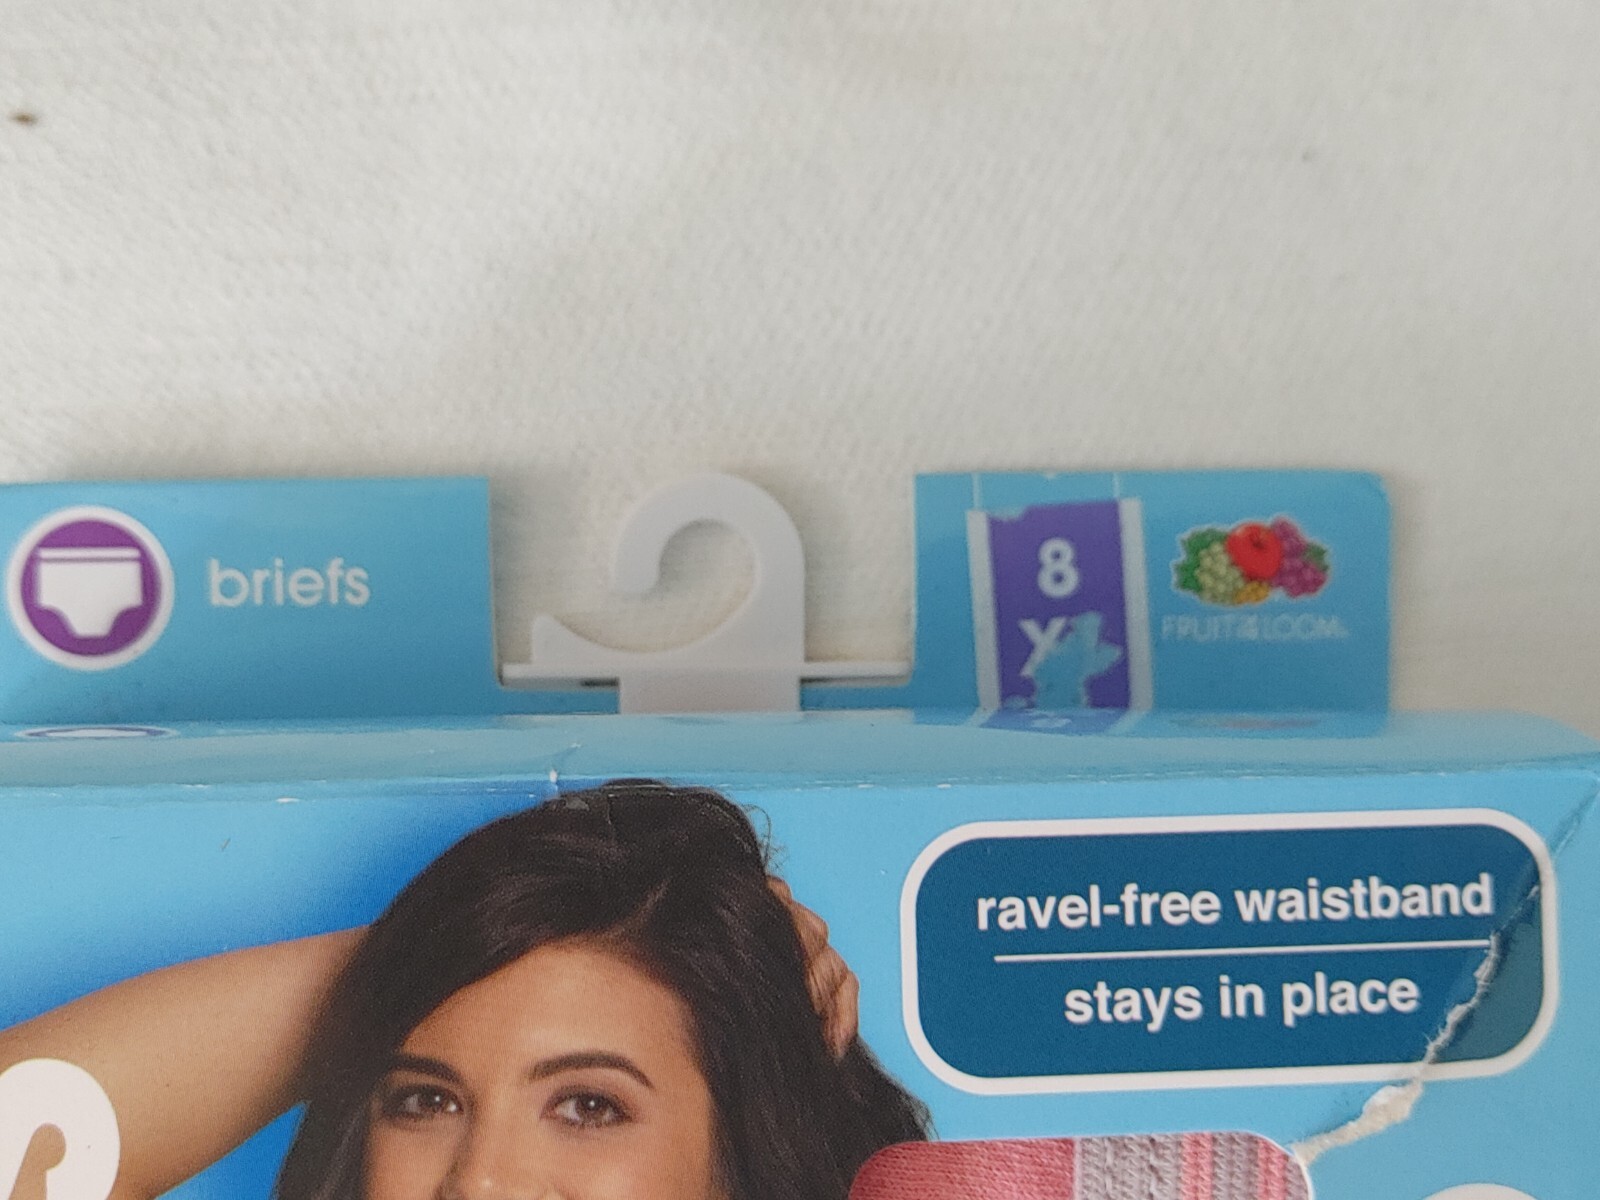 briefs
8
FRUIT OF THE LOOM®
ravel-free waistband
stays in place